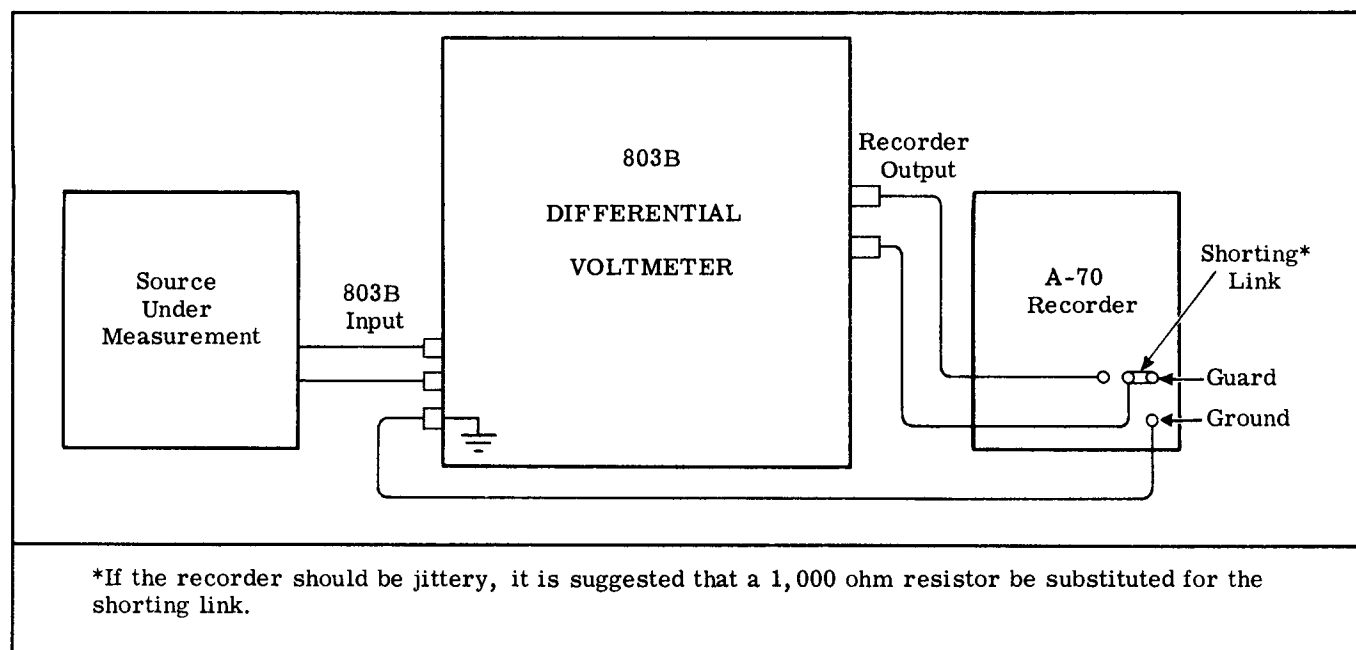 803B
DIFFERENTIAL
VOLTMETER
Recorder
Output
Source
Under
Measurement
803B
Input
A-70
Recorder
Shorting*
Link
Guard
Ground
*If the recorder should be jittery, it is suggested that a 1,000 ohm resistor be substituted for the
shorting link.